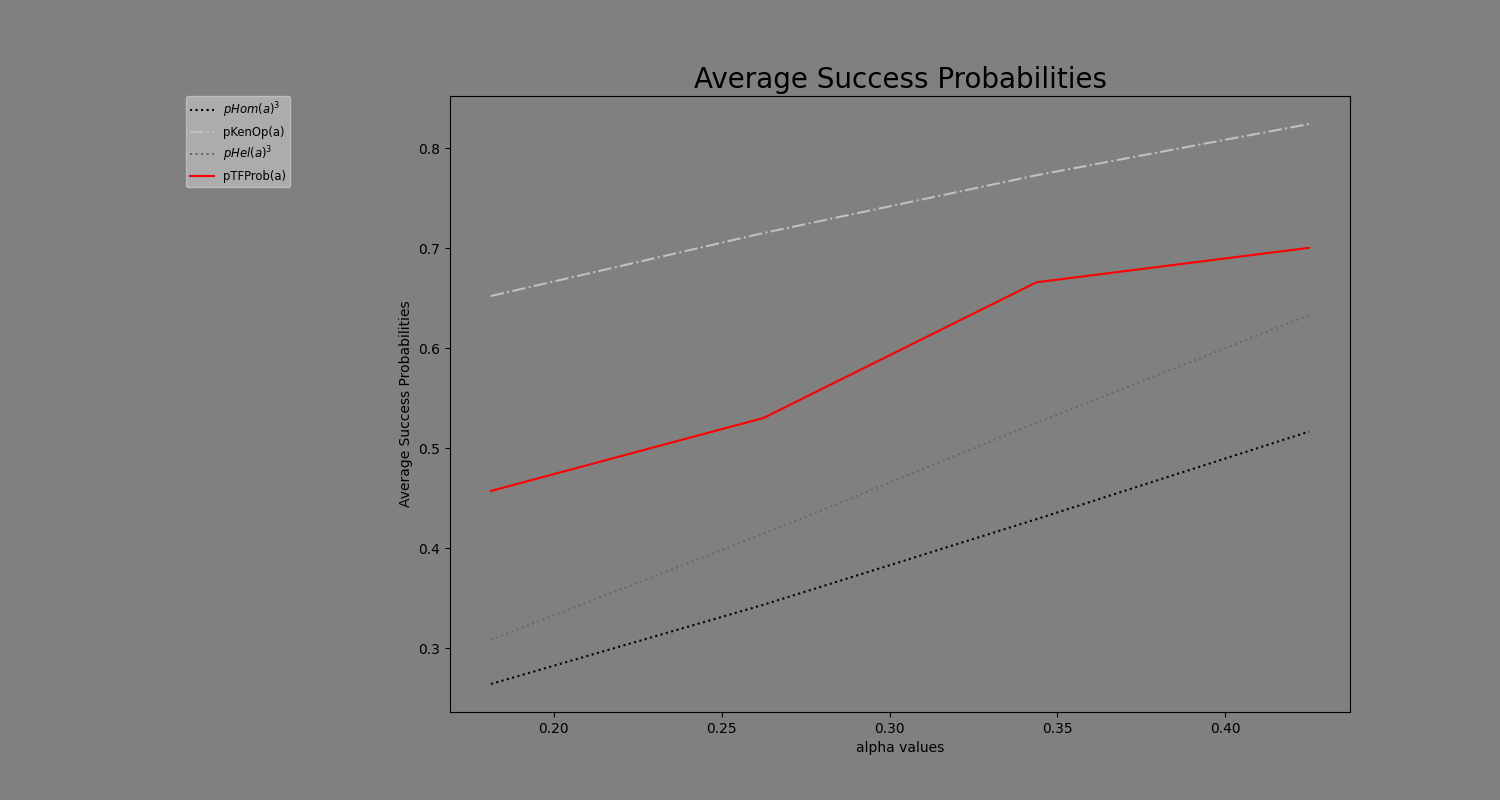 Average Success Probabilities
pHom(a)³
pKenOp(a)
pHel(a)³
pTFProb(a)
Average Success Probabilities
0.8
0.7
0.6
0.5
0.4
0.3
0.20 0.25 0.30 0.35 0.40
alpha values